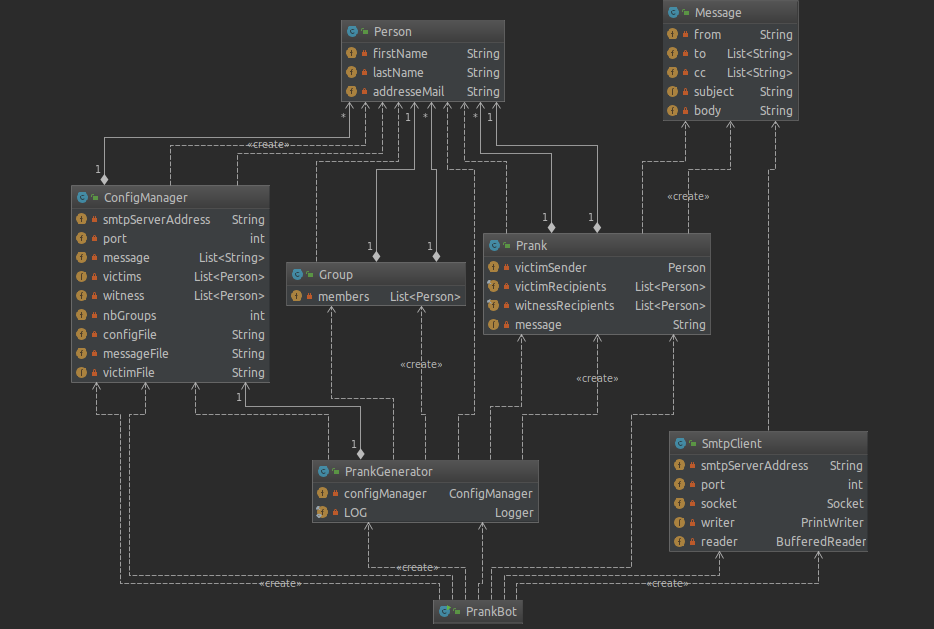 Message
from String
to List<String>
cc List<String>
subject String
body String
Person
firstName String
lastName String
addresseMail String
* 1 * * 1
«create»
1
ConfigManager
smtpServerAddress String
port int
message List<String>
victims List<Person>
witness List<Person>
nbGroups int
configFile String
messageFile String
victimFile String
«create»
1 1
Prank
victimSender Person
victimRecipients List<Person>
witnessRecipients List<Person>
message String
1 1
Group
members List<Person>
«create»
«create»
1
1
PrankGenerator
configManager ConfigManager
LOG Logger
SmtpClient
smtpServerAddress String
port int
socket Socket
writer PrintWriter
reader BufferedReader
«create»
«create»
«create»
PrankBot